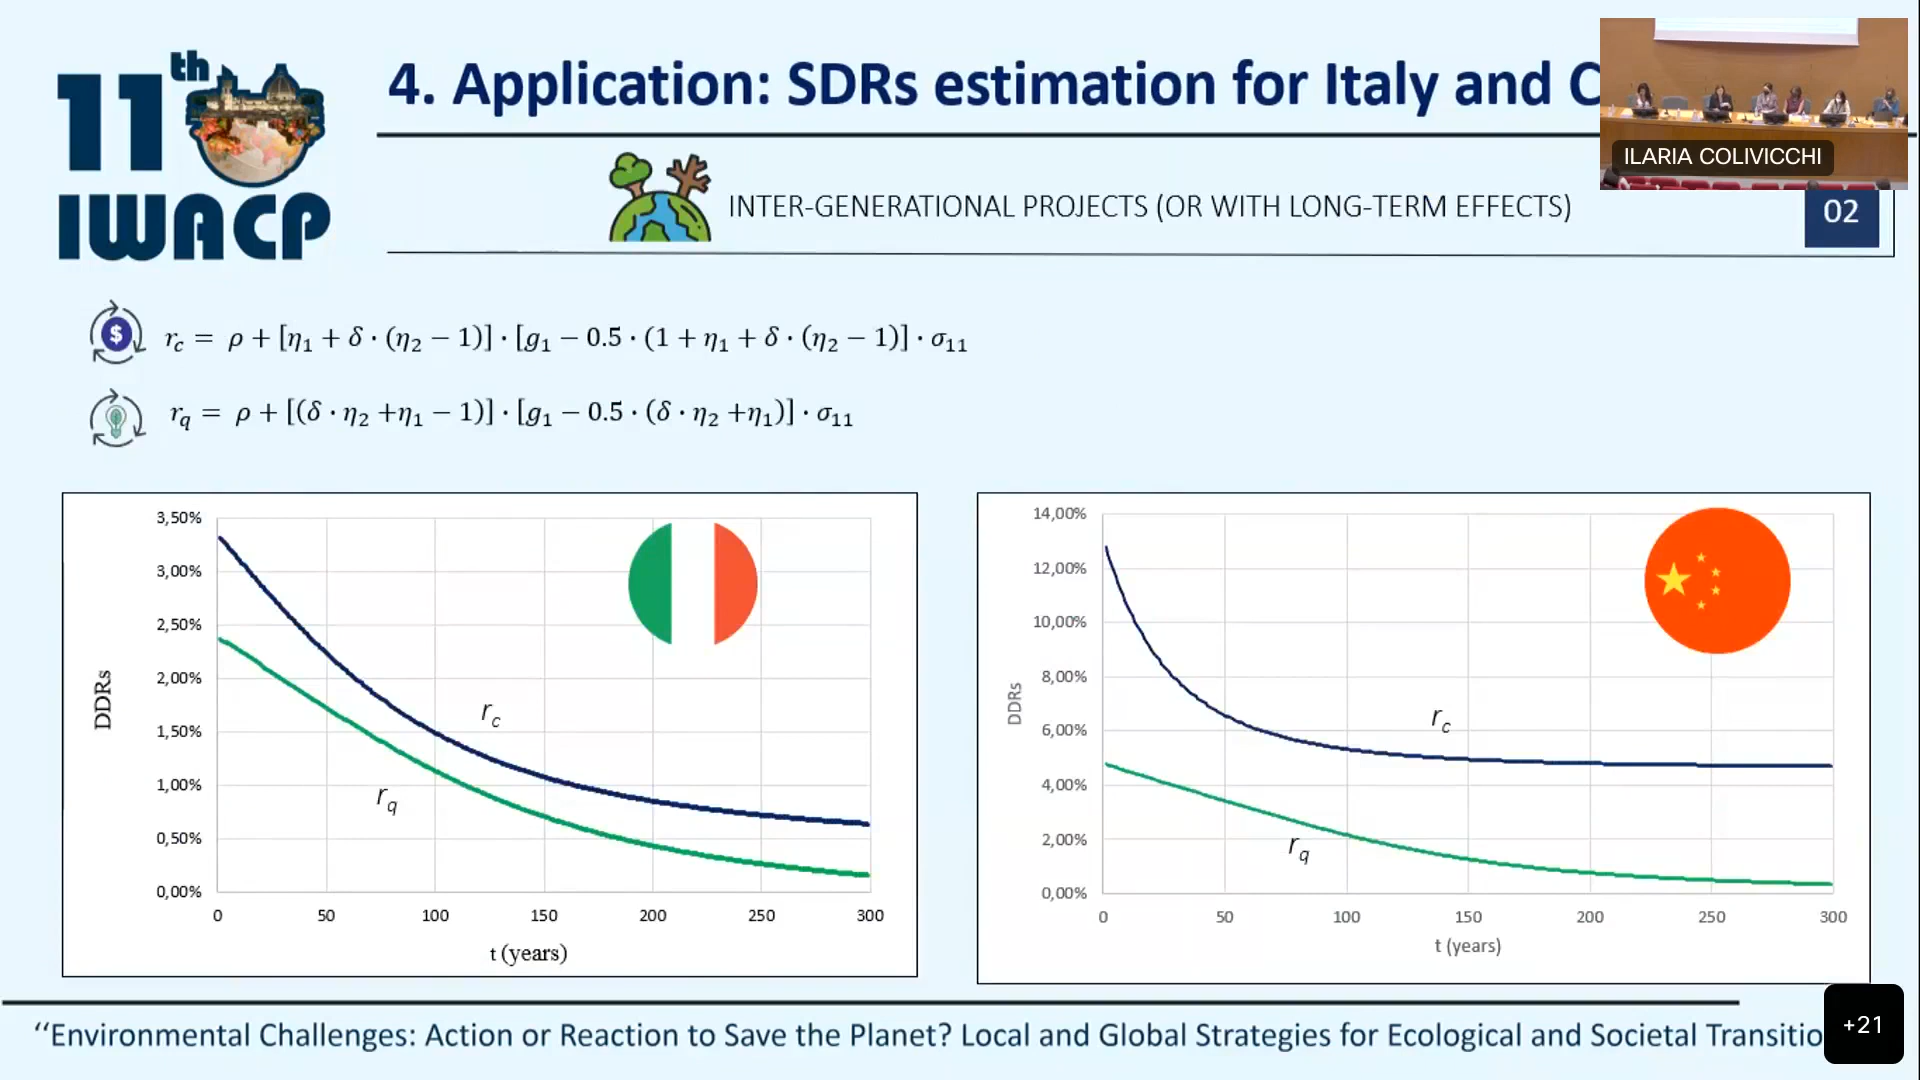 11th
IWACP
4. Application: SDRs estimation for Italy and C
ILARIA COLIVICCHI
INTER-GENERATIONAL PROJECTS (OR WITH LONG-TERM EFFECTS)
02
$
r_c = ρ + [η₁ + δ · (η₂ − 1)] · [g₁ − 0.5 · (1 + η₁ + δ · (η₂ − 1)] · σ₁₁
r_q = ρ + [(δ · η₂ +η₁ − 1)] · [g₁ − 0.5 · (δ · η₂ +η₁)] · σ₁₁
3,50%
3,00%
2,50%
2,00%
1,50%
1,00%
0,50%
0,00%
DDRs
r_c
r_q
0 50 100 150 200 250 300
t (years)
14,00%
12,00%
10,00%
8,00%
6,00%
4,00%
2,00%
0,00%
DDRs
r_c
r_q
0 50 100 150 200 250 300
t (years)
“Environmental Challenges: Action or Reaction to Save the Planet? Local and Global Strategies for Ecological and Societal Transitio
+21